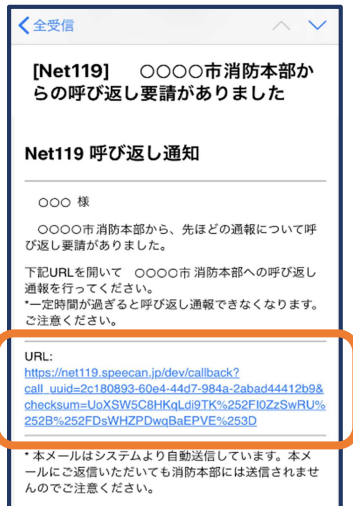 全受信
[Net119]　○○○○市消防本部か
らの呼び返し要請がありました
Net119 呼び返し通知
○○○ 様
○○○○市消防本部から、先ほどの通報について呼
び返し要請がありました。
下記URLを開いて　○○○○市 消防本部への呼び返し
通報を行ってください。
*一定時間が過ぎると呼び返し通報できなくなります。
ご注意ください。
URL:
https://net119.speecan.jp/dev/callback?
call_uuid=2c180893-60e4-44d7-984a-2abad44412b9&
checksum=UoXSW5C8HKqLdi9TK%252FI0ZzSwRU%
252B%252FDsWHZPDwqBaEPVE%253D
* 本メールはシステムより自動送信しています。本メ
ールにご返信いただいても消防本部には送信されませ
んのでご注意ください。